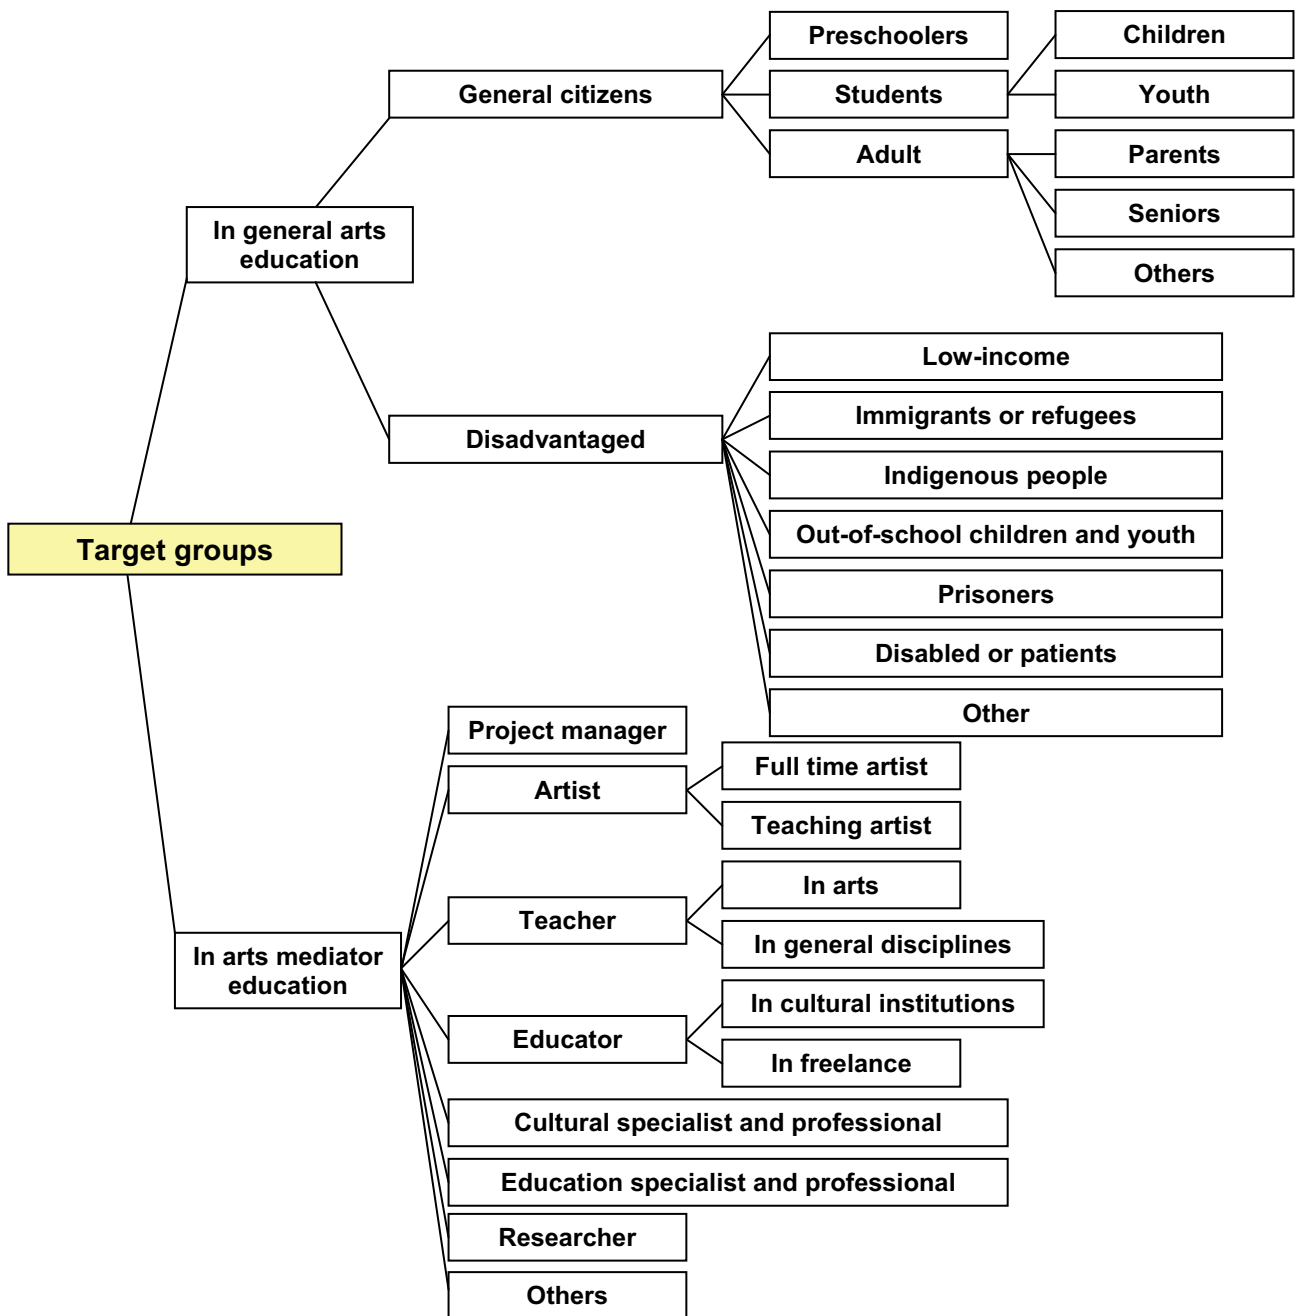 Preschoolers
Children
General citizens
Students
Youth
Adult
Parents
In general arts
education
Seniors
Others
Low-income
Immigrants or refugees
Disadvantaged
Indigenous people
Out-of-school children and youth
Target groups
Prisoners
Disabled or patients
Other
Project manager
Full time artist
Artist
Teaching artist
In arts
Teacher
In general disciplines
In arts mediator
education
In cultural institutions
Educator
In freelance
Cultural specialist and professional
Education specialist and professional
Researcher
Others